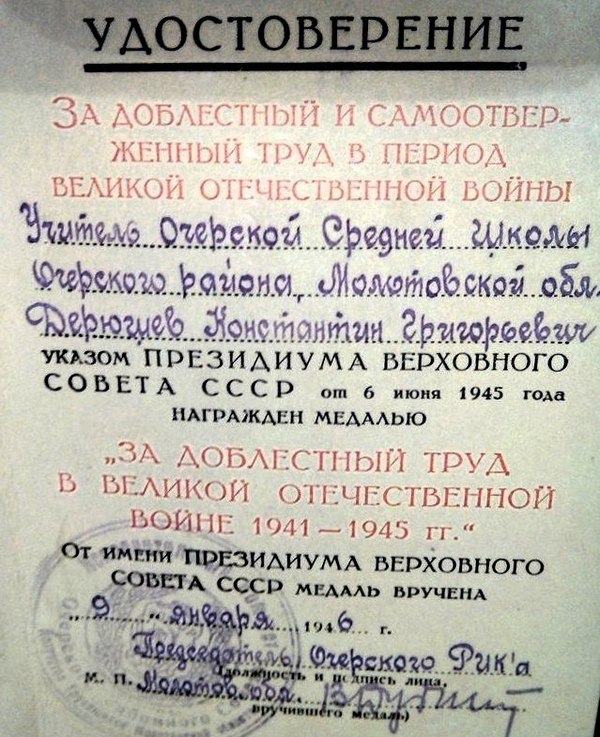 УДОСТОВЕРЕНИЕ
ЗА ДОБЛЕСТНЫЙ И САМООТВЕР-
ЖЕННЫЙ ТРУД В ПЕРИОД
ВЕЛИКОЙ ОТЕЧЕСТВЕННОЙ ВОЙНЫ
Учитель Очерской Средней Школы
Очерского района, Молотовской обл.
Дерюшев Константин Григорьевич
УКАЗОМ ПРЕЗИДИУМА ВЕРХОВНОГО
СОВЕТА СССР от 6 июня 1945 года
НАГРАЖДЕН МЕДАЛЬЮ
„ЗА ДОБЛЕСТНЫЙ ТРУД
В ВЕЛИКОЙ ОТЕЧЕСТВЕННОЙ
ВОЙНЕ 1941—1945 гг.“
От имени ПРЕЗИДИУМА ВЕРХОВНОГО
СОВЕТА СССР МЕДАЛЬ ВРУЧЕНА
„9“ января 1946 г.
Председатель Очерского Рик'а
(должность и подпись лица,
М. П. Молотов. обл.
вручившего медаль)